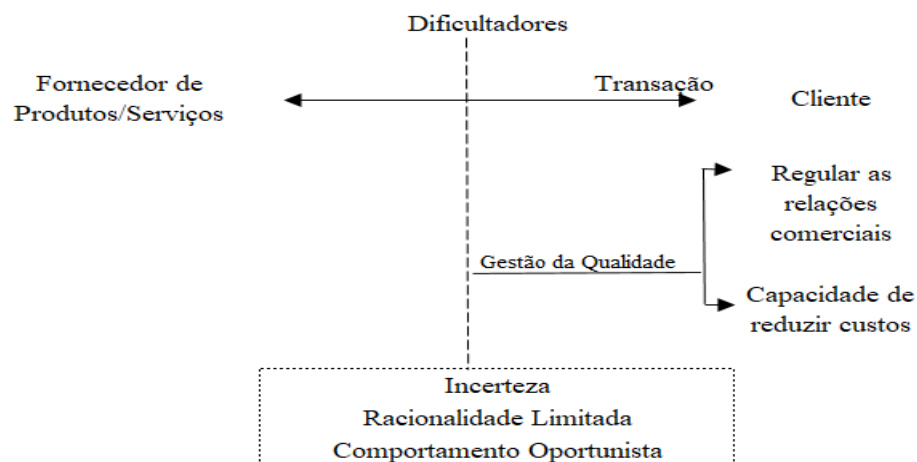 Dificultadores
Fornecedor de
Produtos/Serviços
Transação
Cliente
Regular as
relações
comerciais
Gestão da Qualidade
Capacidade de
reduzir custos
Incerteza
Racionalidade Limitada
Comportamento Oportunista